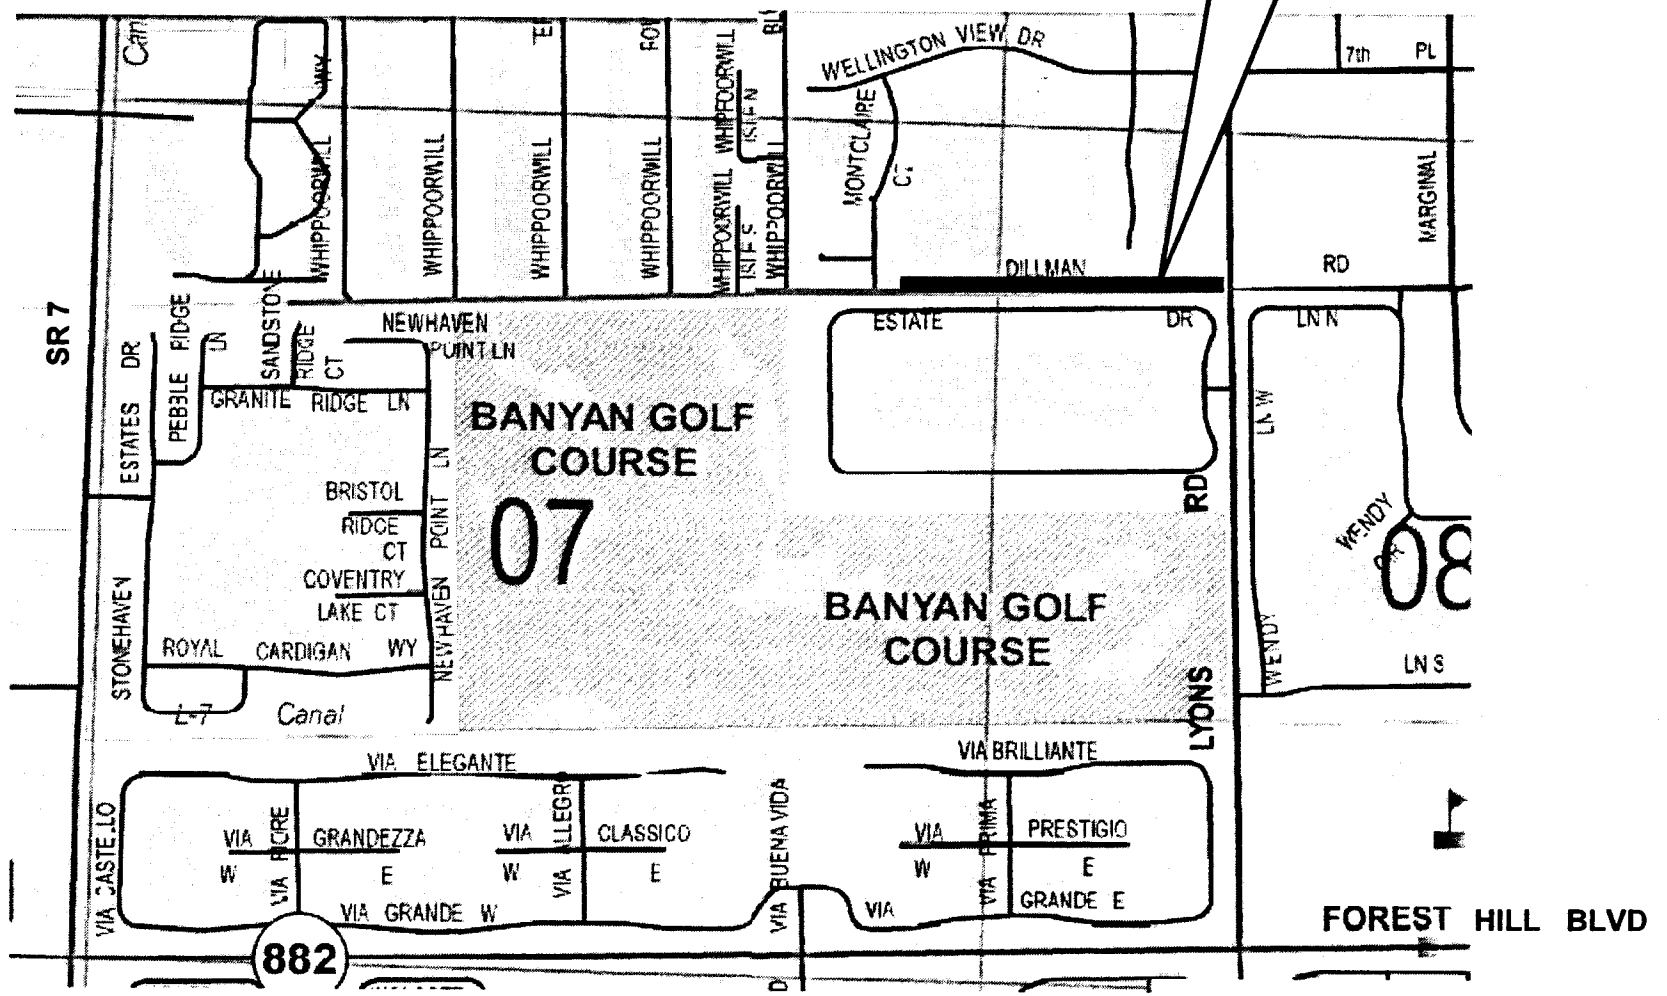 WELLINGTON VIEW DR
7th PL
Can
WY
WHIPPOORWILL
WHIPPOORWILL
WHIPPOORWILL
WHIPPOORWILL
WHIPPOORWILL
ISLE N
WHIPPOORWILL
ISLE S
WHIPPOORWILL
MONTCLAIRE
CT
MARGINAL
DILLMAN
RD
SR 7
ESTATES DR
PEBBLE RIDGE
LN
RIDGE
CT
NEWHAVEN
POINT LN
ESTATE DR
LN N
GRANITE RIDGE LN
BANYAN GOLF
COURSE
LN W
07
BRISTOL
RIDGE
CT
NEWHAVEN POINT LN
RD
WENDY
DR
08
COVENTRY
LAKE CT
STONEHAVEN
BANYAN GOLF
COURSE
ROYAL CARDIGAN WY
WENDY
LN S
L-7 Canal
LYONS
VIA ELEGANTE
VIA BRILLIANTE
VIA CASTELLO
VIA GRANDEZZA
W E
VIA FIORE
VIA CLASSICO
W E
VIA ALLEGR
VIA BUENA VIDA
VIA PRESTIGIO
W E
VIA PRIMA
VIA GRANDE W
VIA GRANDE E
FOREST HILL BLVD
882